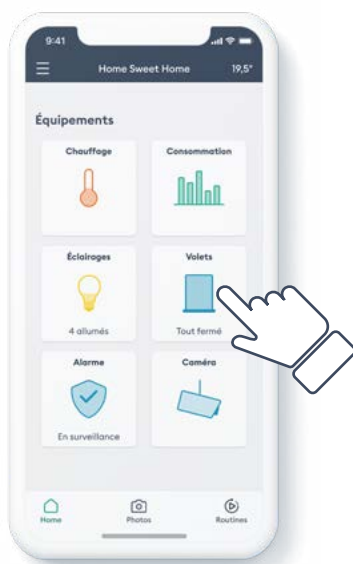 9:41
Home Sweet Home 19,5°
Équipements
Chauffage Consommation
Éclairages Volets
4 allumés Tout fermé
Alarme Caméra
En surveillance
Home Photos Routines